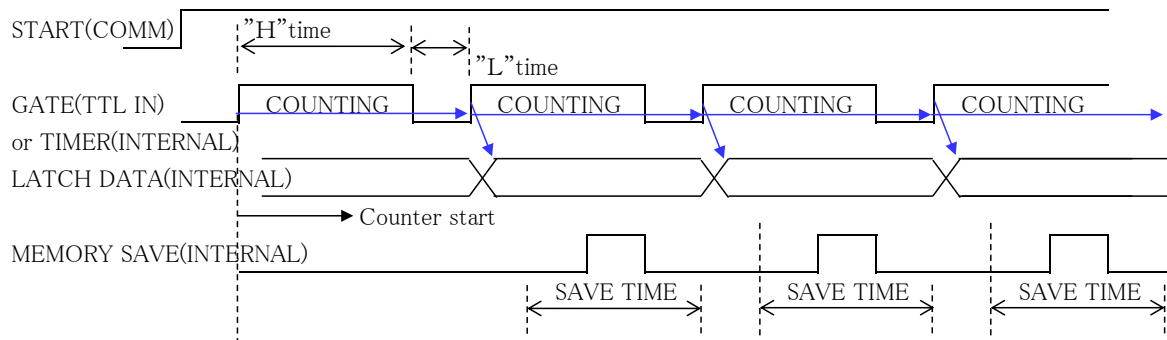 START(COMM)
”H”time
”L”time
GATE(TTL IN)
COUNTING COUNTING COUNTING COUNTING
or TIMER(INTERNAL)
LATCH DATA(INTERNAL)
Counter start
MEMORY SAVE(INTERNAL)
SAVE TIME SAVE TIME SAVE TIME